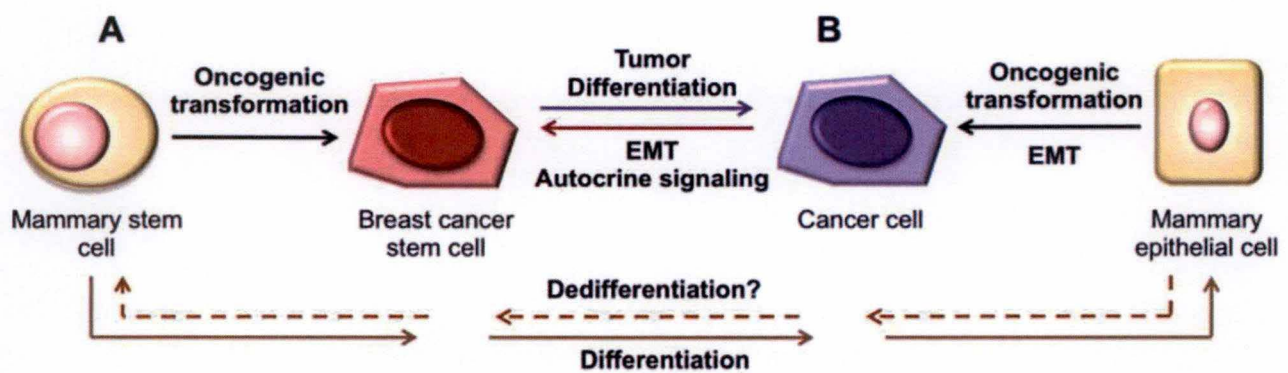 A
B
Oncogenic
transformation
Tumor
Differentiation
EMT
Autocrine signaling
Oncogenic
transformation
EMT
Mammary stem
cell
Breast cancer
stem cell
Cancer cell
Mammary
epithelial cell
Dedifferentiation?
Differentiation